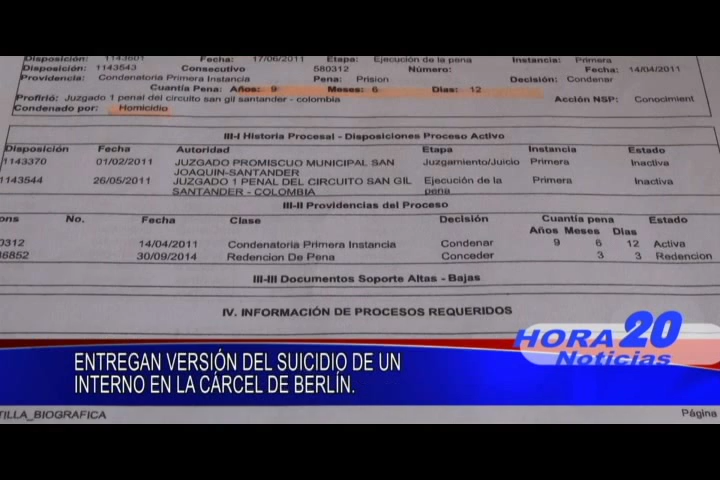 Disposición: 1143601 Fecha: 17/06/2011 Etapa: Ejecución de la pena Instancia: Primera
Disposición: 1143543 Consecutivo 580312 Número: Fecha: 14/04/2011
Providencia: Condenatoria Primera Instancia Pena: Prision Decisión: Condenar
Cuantía Pena: Años: 9 Meses: 6 Dias: 12
Profirió: Juzgado 1 penal del circuito san gil santander - colombia Acción NSP: Conocimient
Condenado por: Homicidio
III-I Historia Procesal - Disposiciones Proceso Activo
Disposición Fecha Autoridad Etapa Instancia Estado
1143370 01/02/2011 JUZGADO PROMISCUO MUNICIPAL SAN JOAQUIN-SANTANDER Juzgamiento/Juicio Primera Inactiva
1143544 26/05/2011 JUZGADO 1 PENAL DEL CIRCUITO SAN GIL SANTANDER - COLOMBIA Ejecución de la pena Primera Inactiva
III-II Providencias del Proceso
ons No. Fecha Clase Decisión Cuantía pena Estado
Años Meses Dias
0312 14/04/2011 Condenatoria Primera Instancia Condenar 9 6 12 Activa
36852 30/09/2014 Redencion De Pena Conceder 3 3 Redencion
III-III Documentos Soporte Altas - Bajas
IV. INFORMACIÓN DE PROCESOS REQUERIDOS
HORA 20
Noticias
ENTREGAN VERSIÓN DEL SUICIDIO DE UN
INTERNO EN LA CÁRCEL DE BERLÍN.
TILLA_BIOGRAFICA Página